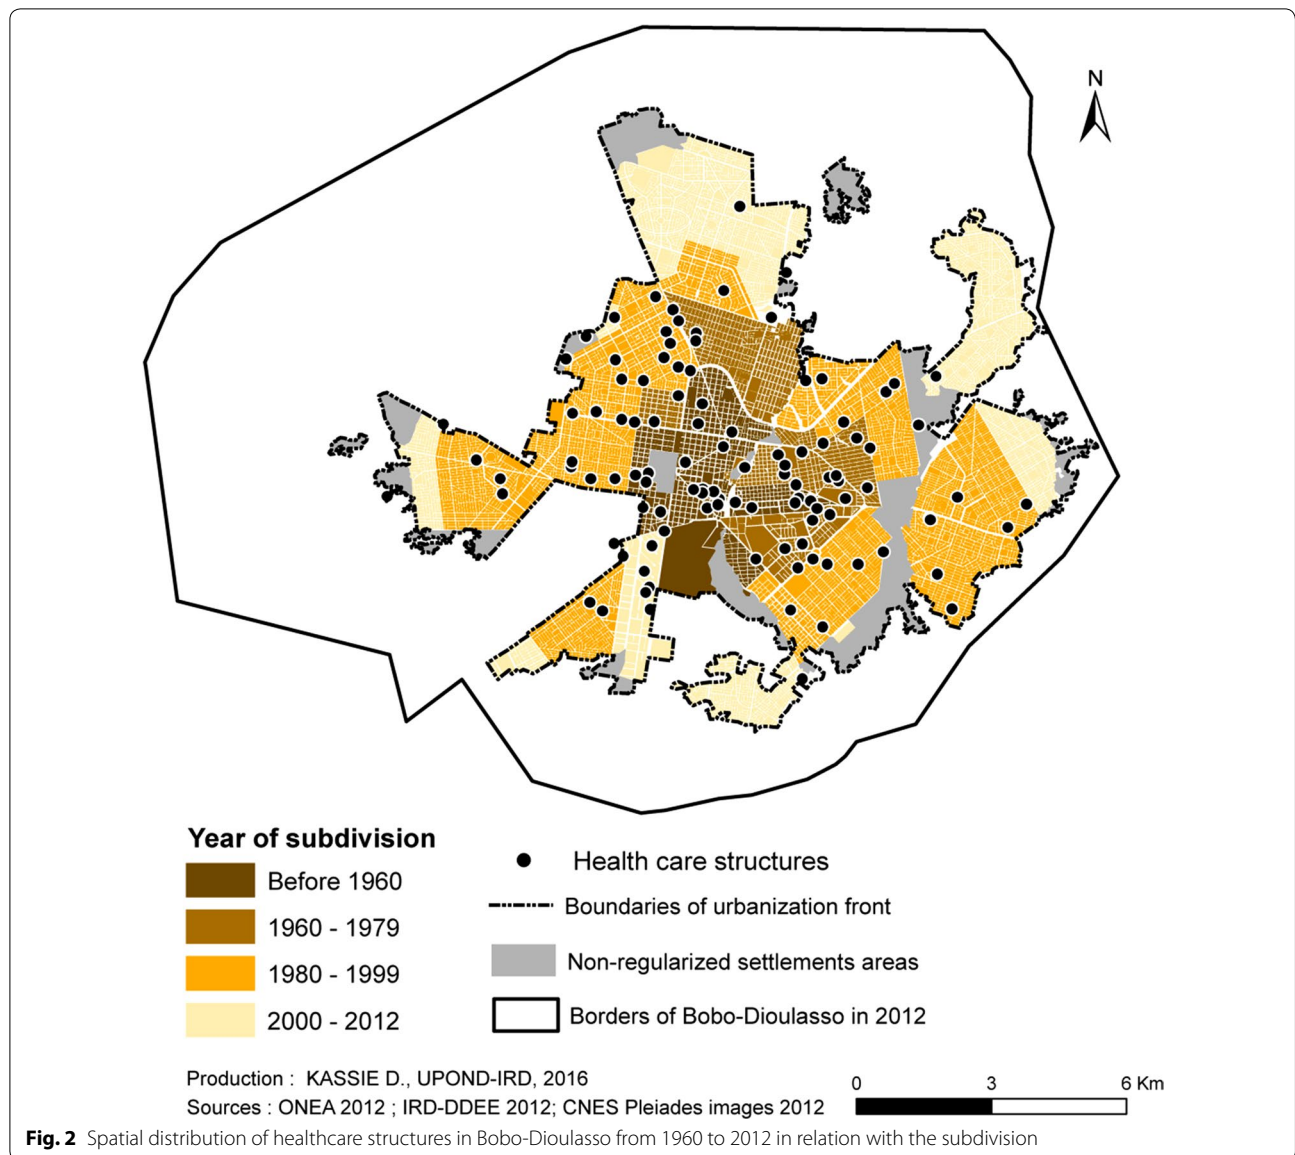 N
Year of subdivision
Before 1960
1960 - 1979
1980 - 1999
2000 - 2012
Health care structures
Boundaries of urbanization front
Non-regularized settlements areas
Borders of Bobo-Dioulasso in 2012
Production : KASSIE D., UPOND-IRD, 2016
Sources : ONEA 2012 ; IRD-DDEE 2012; CNES Pleiades images 2012
0 3 6 Km
Fig. 2 Spatial distribution of healthcare structures in Bobo-Dioulasso from 1960 to 2012 in relation with the subdivision